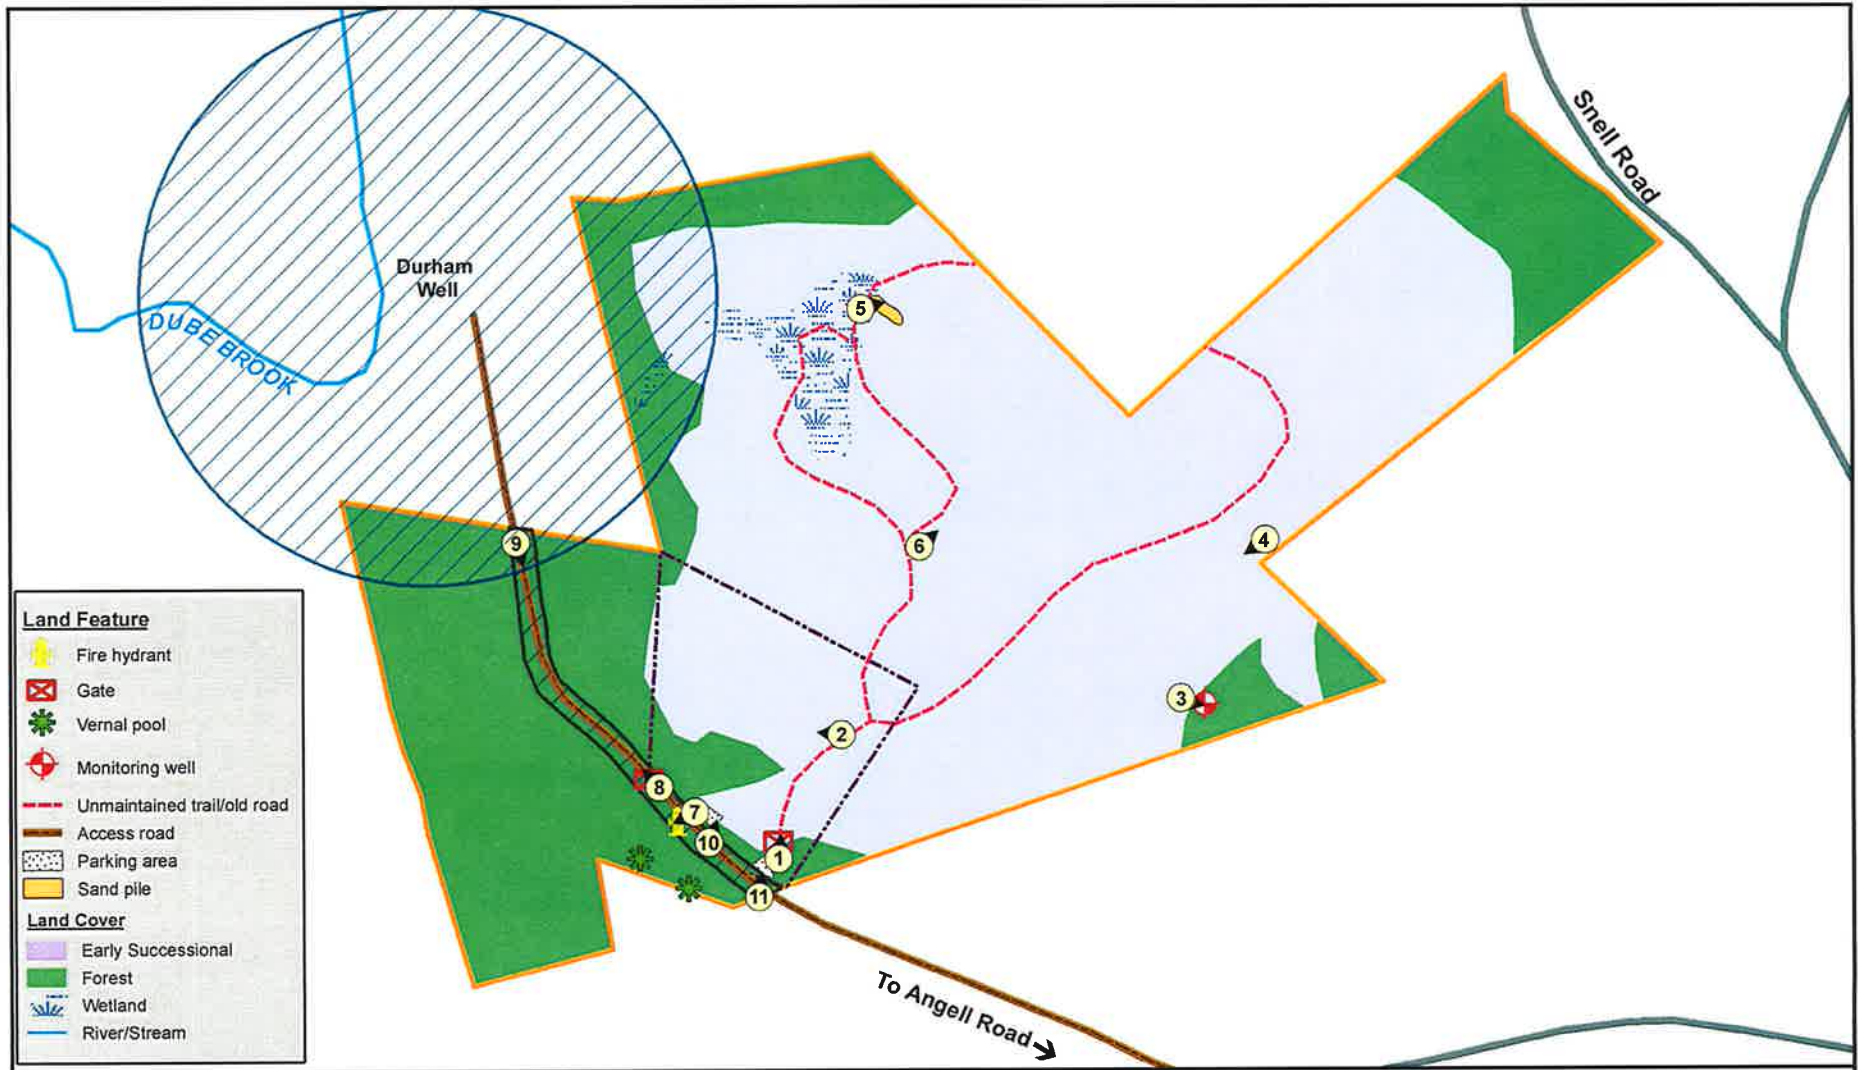 Snell Road
Durham
Well
DUBE BROOK
5
9
6
4
3
2
8
7
10
1
11
To Angell Road
Land Feature
Fire hydrant
Gate
Vernal pool
Monitoring well
Unmaintained trail/old road
Access road
Parking area
Sand pile
Land Cover
Early Successional
Forest
Wetland
River/Stream